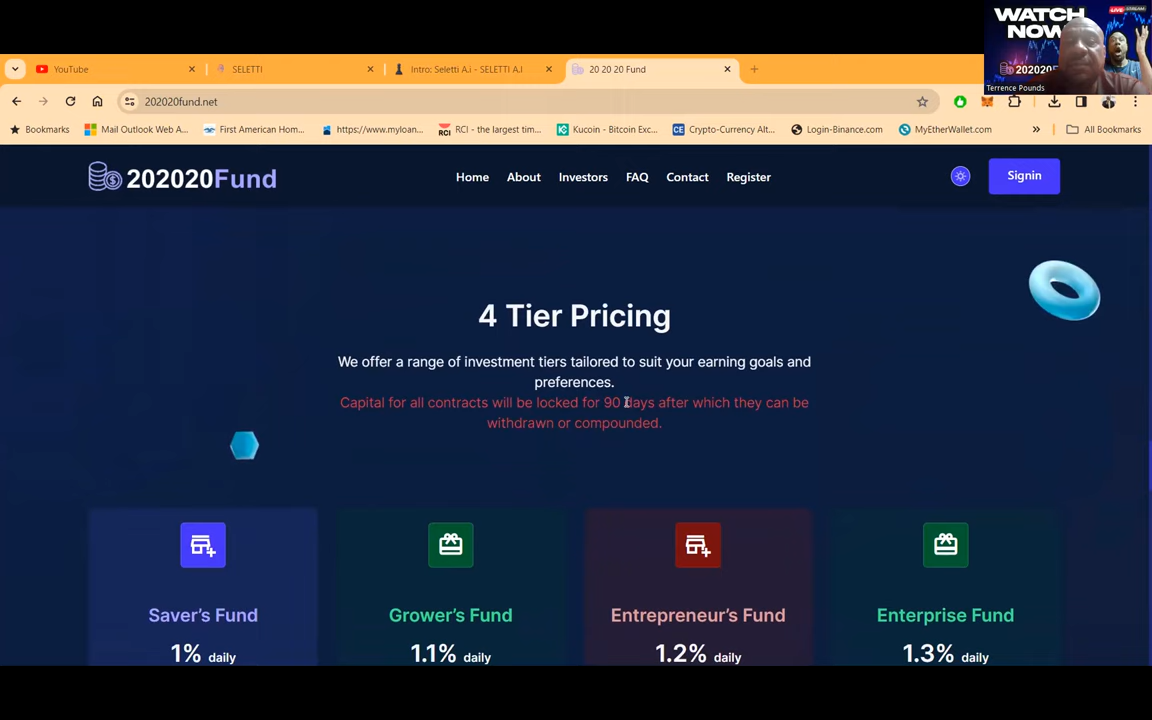 WATCH
NOW
LIVE
202020
Terrence Pounds
YouTube
SELETTI
Intro: Seletti A.i - SELETTI A.I
20 20 20 Fund
202020fund.net
Bookmarks
Mail Outlook Web A...
First American Hom...
https://www.myloan...
RCI - the largest tim...
Kucoin - Bitcoin Exc...
Crypto-Currency Alt...
Login-Binance.com
MyEtherWallet.com
All Bookmarks
202020Fund
Home About Investors FAQ Contact Register
Signin
4 Tier Pricing
We offer a range of investment tiers tailored to suit your earning goals and
preferences.
Capital for all contracts will be locked for 90 days after which they can be
withdrawn or compounded.
Saver's Fund
1% daily
Grower's Fund
1.1% daily
Entrepreneur's Fund
1.2% daily
Enterprise Fund
1.3% daily